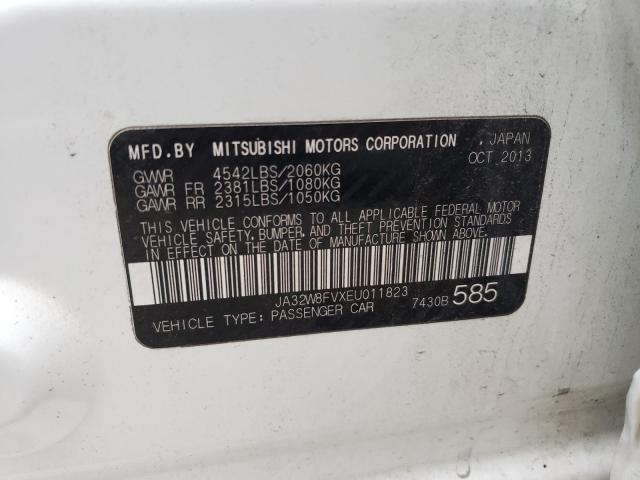 MFD.BY MITSUBISHI MOTORS CORPORATION, JAPAN
OCT 2013
GVWR 4542LBS/2060KG
GAWR FR 2381LBS/1080KG
GAWR RR 2315LBS/1050KG
THIS VEHICLE CONFORMS TO ALL APPLICABLE FEDERAL MOTOR
VEHICLE SAFETY, BUMPER, AND THEFT PREVENTION STANDARDS
IN EFFECT ON THE DATE OF MANUFACTURE SHOWN ABOVE.
JA32W8FVXEU011823
VEHICLE TYPE: PASSENGER CAR 7430B 585